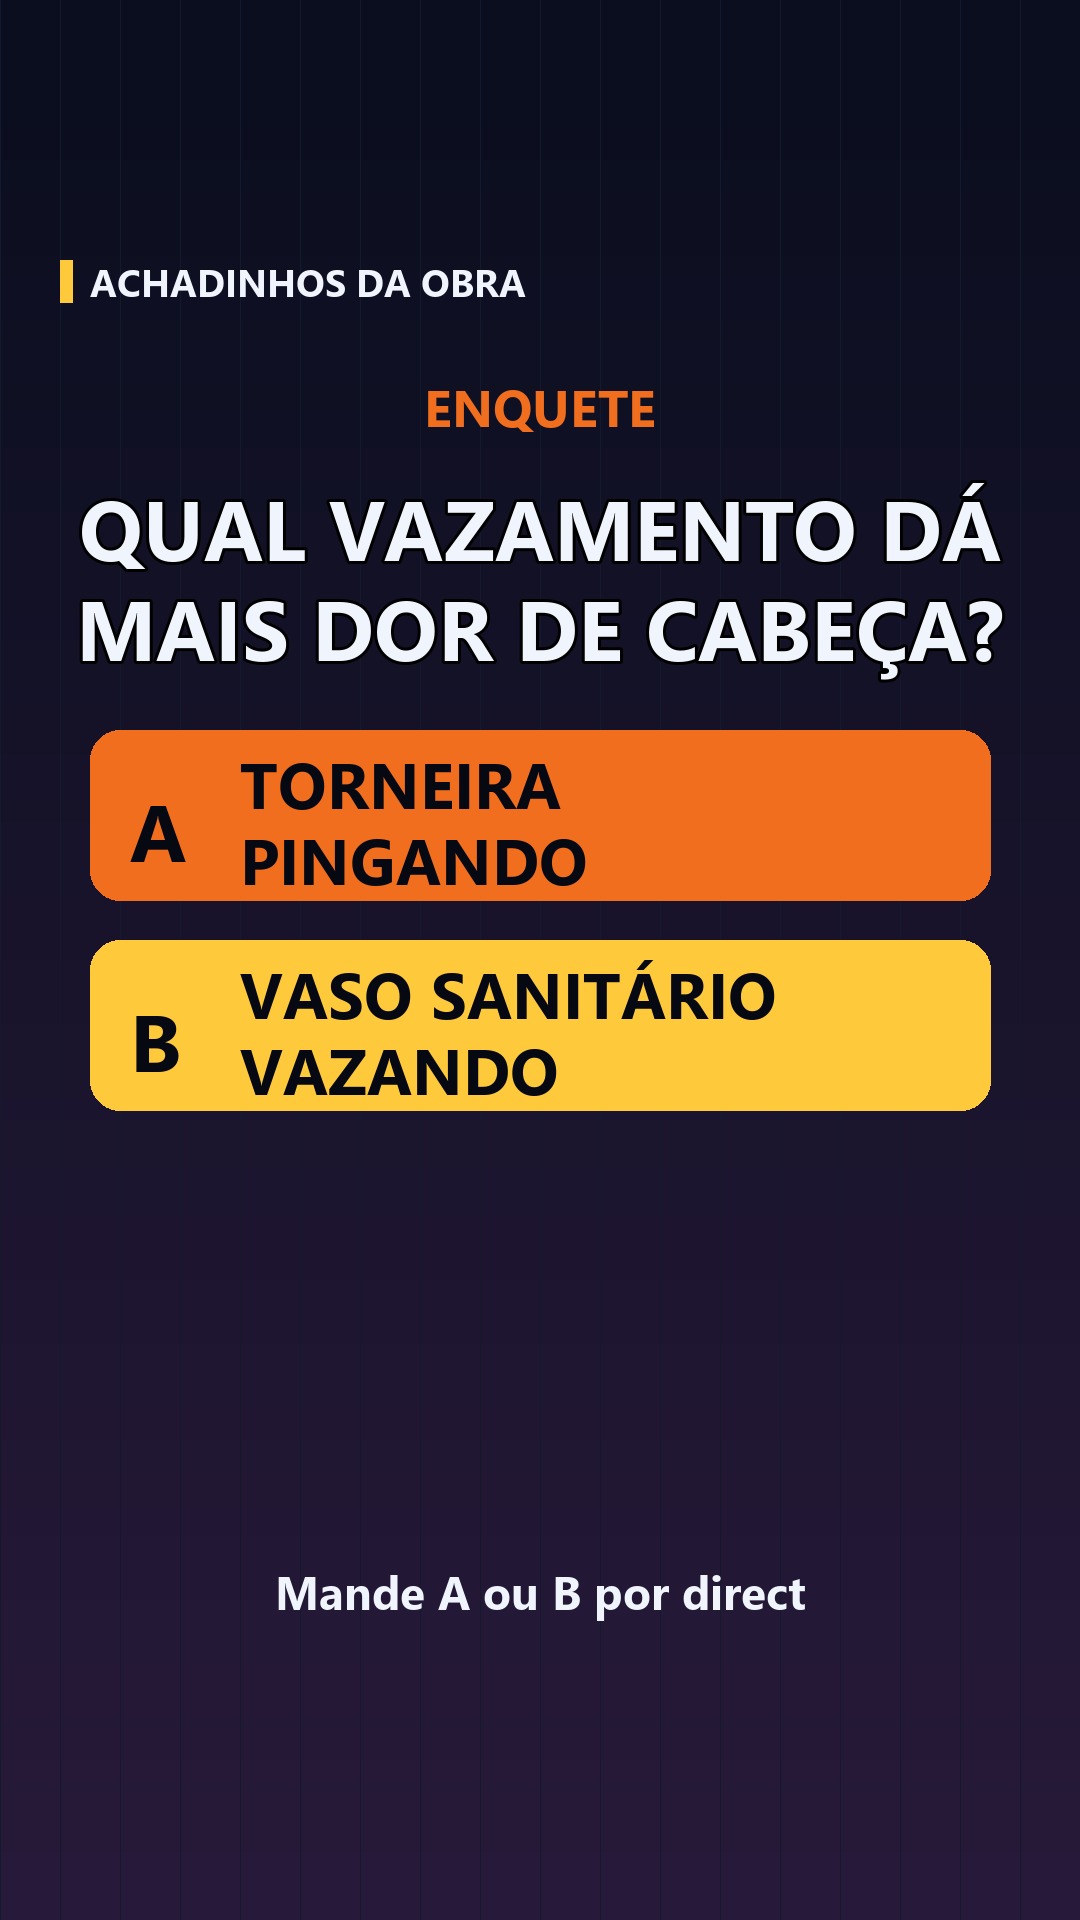 ACHADINHOS DA OBRA
ENQUETE
QUAL VAZAMENTO DÁ
MAIS DOR DE CABEÇA?
A
TORNEIRA
PINGANDO
B
VASO SANITÁRIO
VAZANDO
Mande A ou B por direct